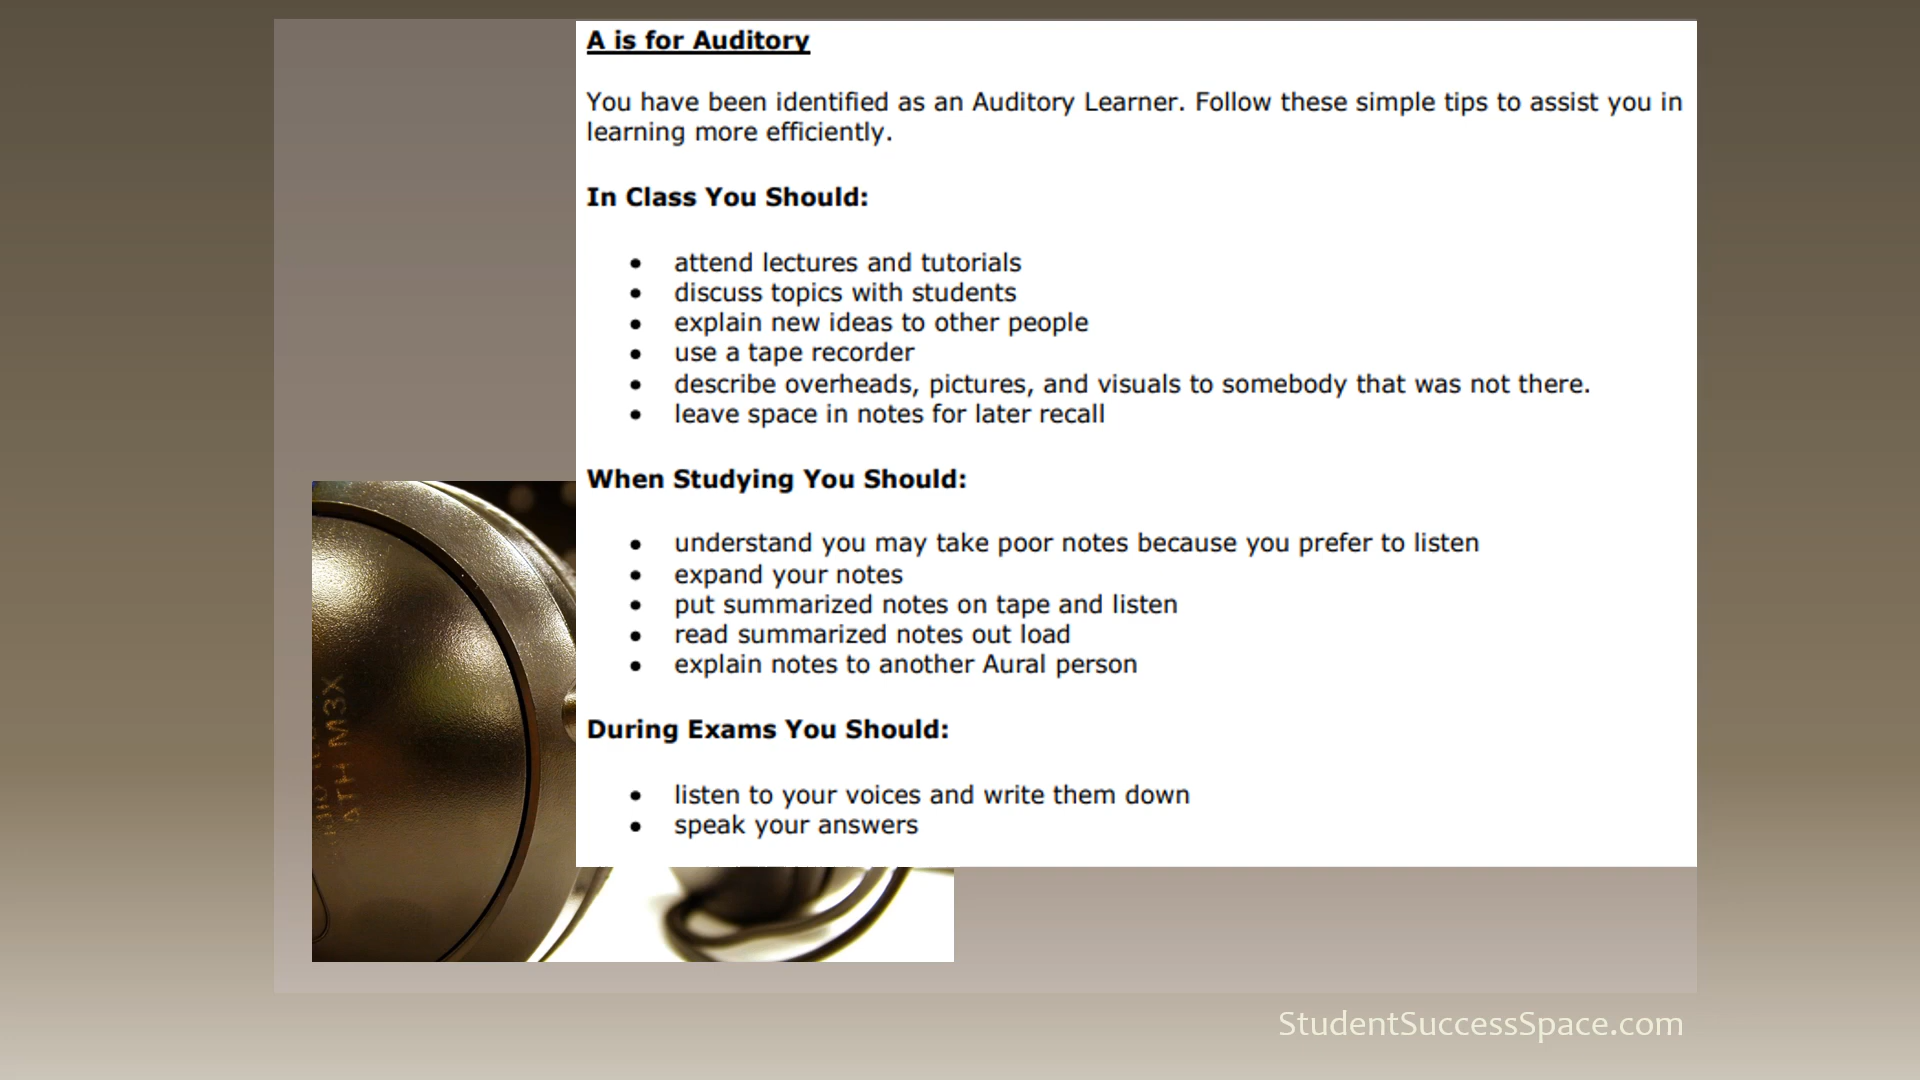 A is for Auditory
You have been identified as an Auditory Learner. Follow these simple tips to assist you in
learning more efficiently.
In Class You Should:
• attend lectures and tutorials
• discuss topics with students
• explain new ideas to other people
• use a tape recorder
• describe overheads, pictures, and visuals to somebody that was not there.
• leave space in notes for later recall
When Studying You Should:
• understand you may take poor notes because you prefer to listen
• expand your notes
• put summarized notes on tape and listen
• read summarized notes out load
• explain notes to another Aural person
During Exams You Should:
• listen to your voices and write them down
• speak your answers
ATH M3X
StudentSuccessSpace.com